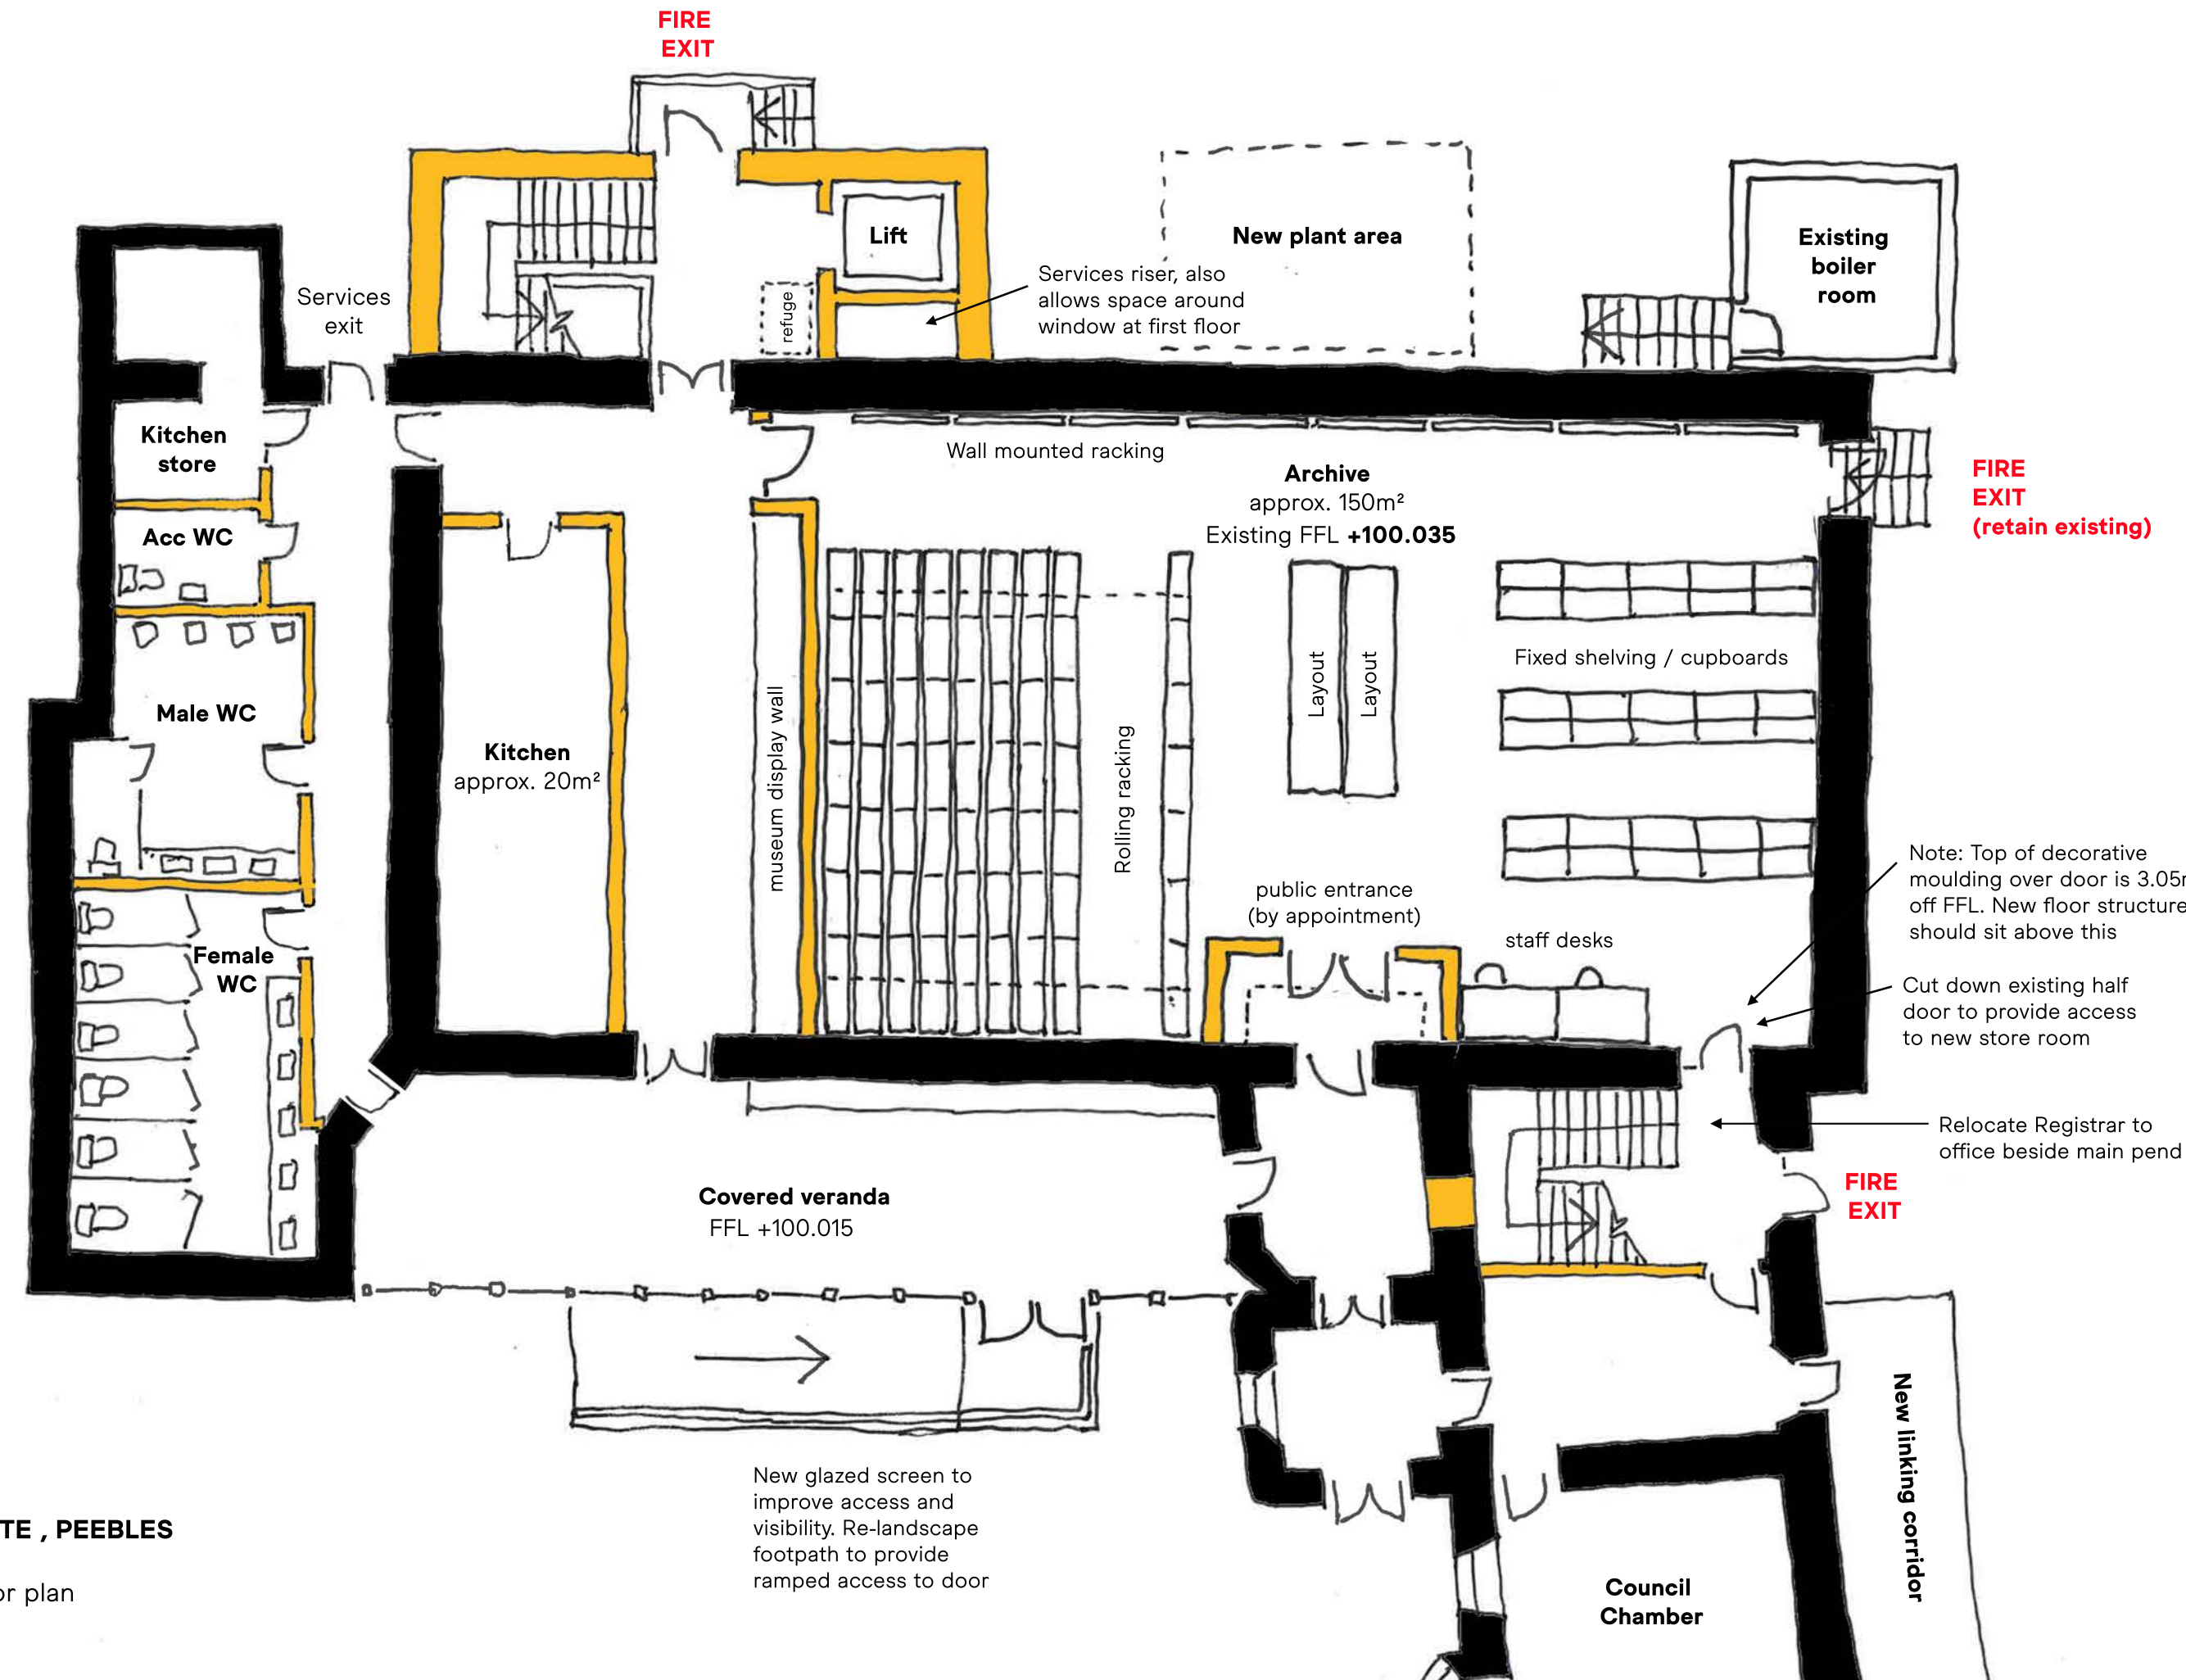 FIRE
EXIT
Services
exit
Lift
refuge
Services riser, also
allows space around
window at first floor
New plant area
Existing
boiler
room
Kitchen
store
Acc WC
Male WC
Female
WC
Kitchen
approx. 20m²
museum display wall
Wall mounted racking
Archive
approx. 150m²
Existing FFL +100.035
Rolling racking
Layout
Layout
Fixed shelving / cupboards
FIRE
EXIT
(retain existing)
public entrance
(by appointment)
staff desks
Note: Top of decorative
moulding over door is 3.05m
off FFL. New floor structure
should sit above this
Cut down existing half
door to provide access
to new store room
Relocate Registrar to
office beside main pend
FIRE
EXIT
Covered veranda
FFL +100.015
New glazed screen to
improve access and
visibility. Re-landscape
footpath to provide
ramped access to door
New linking corridor
Council
Chamber
TE , PEEBLES
or plan